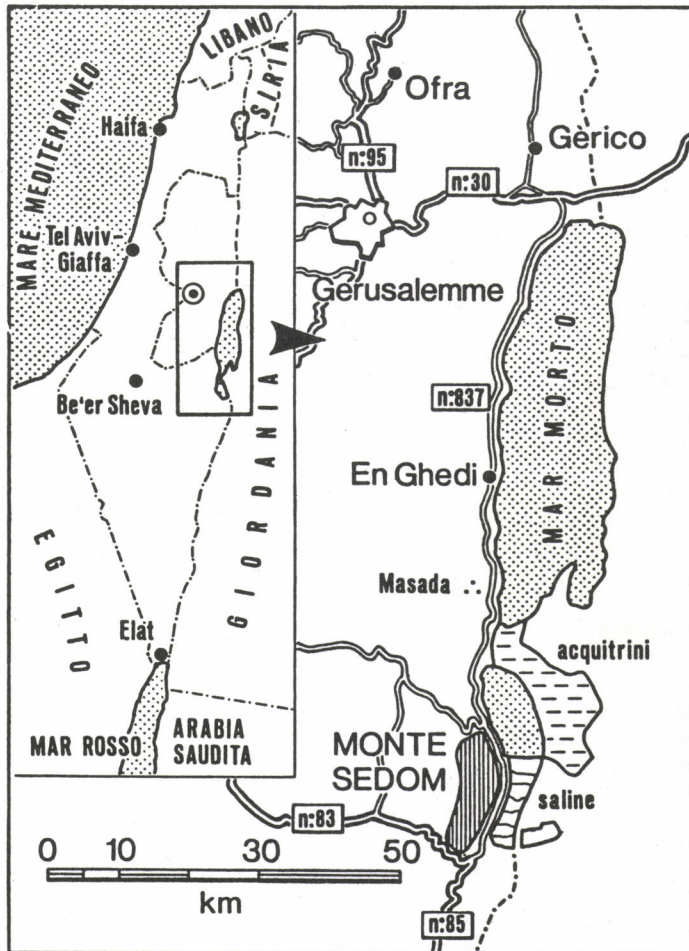 LIBANO
SIRIA
MARE MEDITERRANEO
Haifa
Tel Aviv-
Giaffa
Be'er Sheva
GIORDANIA
EGITTO
Elat
MAR ROSSO
ARABIA
SAUDITA
Ofra
n:95
Gerico
n:30
Gerusalemme
MAR MORTO
n:837
En Ghedi
Masada
acquitrini
MONTE
SEDOM
saline
n:83
0 10 30 50
km
n:85